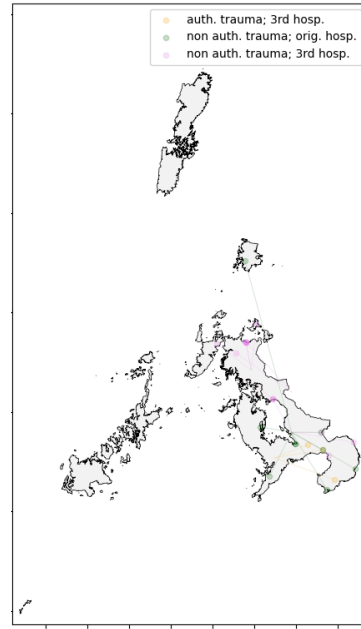 auth. trauma; 3rd hosp.
non auth. trauma; orig. hosp.
non auth. trauma; 3rd hosp.